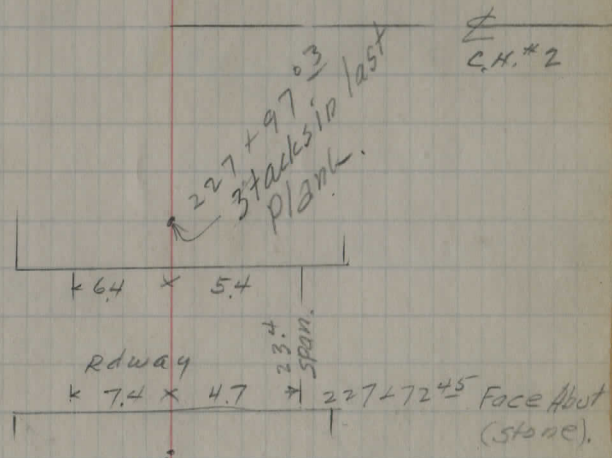 ℄
C.H. #2
227 + 97.03
3 tacks in last
plank.
6.4 × 5.4
23.4
span.
Rdway
7.4 × 4.7
227+72.45 Face Abut
(stone).